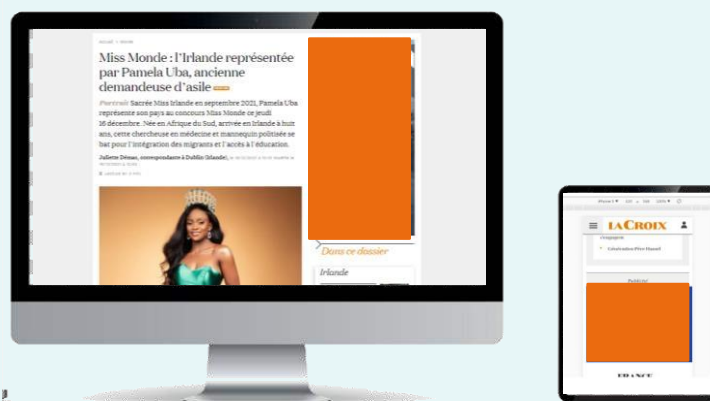 Miss Monde : l'Irlande représentée
par Pamela Uba, ancienne
demandeuse d'asile
Portrait Sacrée Miss Irlande en septembre 2021, Pamela Uba
représente son pays au concours Miss Monde ce jeudi
16 décembre. Née en Afrique du Sud, arrivée en Irlande à huit
ans, cette chercheuse en médecine et mannequin politisée se
bat pour l'intégration des migrants et l'accès à l'éducation.
Juliette Démas, correspondante à Dublin (Irlande),
Dans ce dossier
Irlande
LA CROIX
Publicité
FRANCE